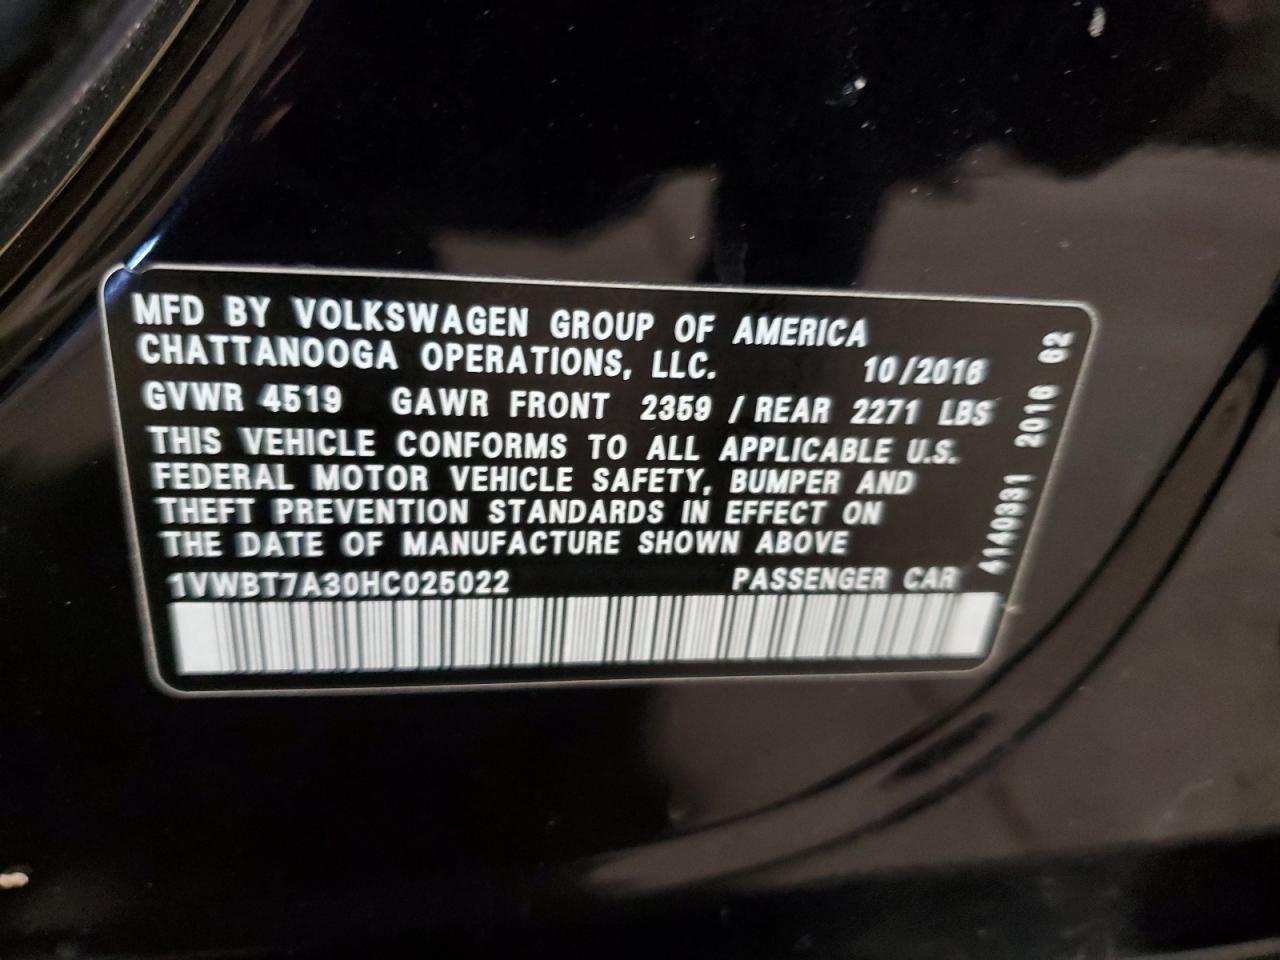 MFD BY VOLKSWAGEN GROUP OF AMERICA
CHATTANOOGA OPERATIONS, LLC. 10/2016
GVWR 4519 GAWR FRONT 2359 / REAR 2271 LBS
THIS VEHICLE CONFORMS TO ALL APPLICABLE U.S.
FEDERAL MOTOR VEHICLE SAFETY, BUMPER AND
THEFT PREVENTION STANDARDS IN EFFECT ON
THE DATE OF MANUFACTURE SHOWN ABOVE
1VWBT7A30HC025022 PASSENGER CAR
4140331 2016 62